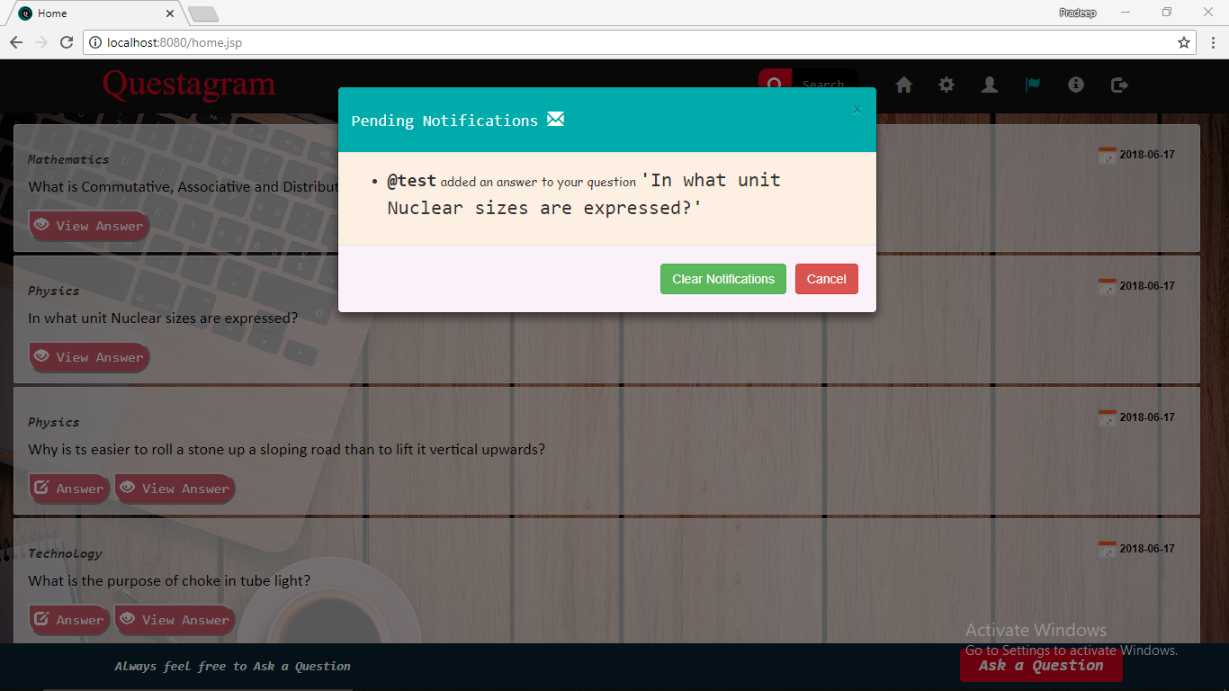 Home
Pradeep
localhost:8080/home.jsp
Questagram
Search
Pending Notifications
x
@test added an answer to your question 'In what unit
Nuclear sizes are expressed?'
Clear Notifications
Cancel
Mathematics
2018-06-17
What is Commutative, Associative and Distribut
View Answer
Physics
2018-06-17
In what unit Nuclear sizes are expressed?
View Answer
Physics
2018-06-17
Why is ts easier to roll a stone up a sloping road than to lift it vertical upwards?
Answer
View Answer
Technology
2018-06-17
What is the purpose of choke in tube light?
Answer
View Answer
Activate Windows
Go to Settings to activate Windows.
Always feel free to Ask a Question
Ask a Question